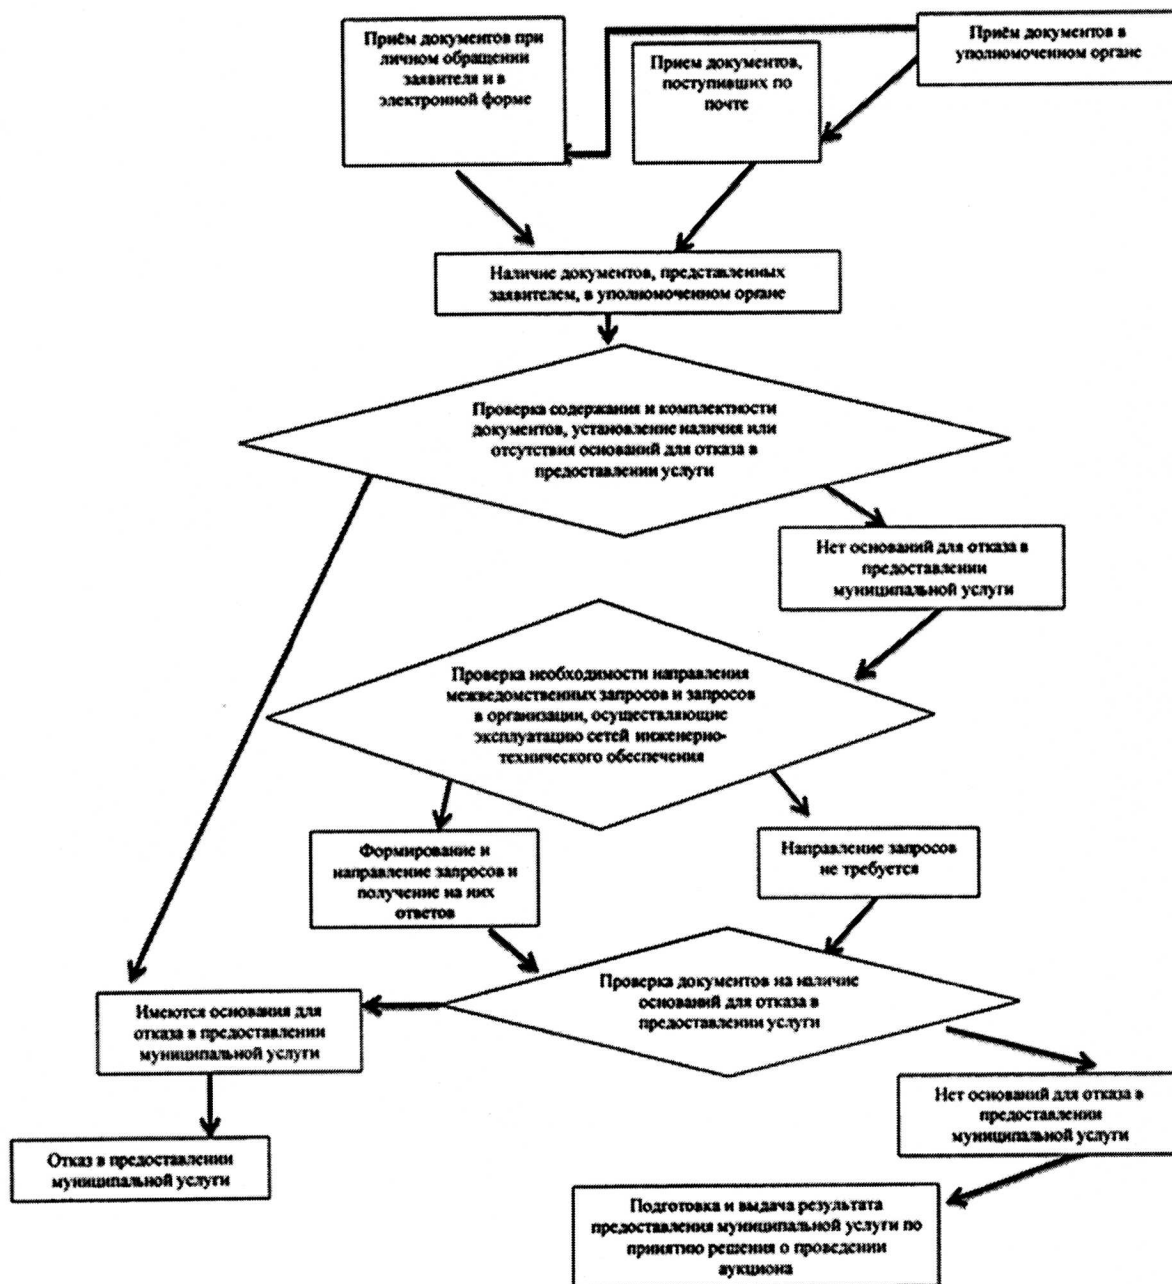 Приём документов при
личном обращении
заявителя и в
электронной форме
Прием документов,
поступивших по
почте
Приём документов в
уполномоченном органе
Наличие документов, представленных
заявителем, в уполномоченном органе
Проверка содержания и комплектности
документов, установление наличия или
отсутствия оснований для отказа в
предоставлении услуги
Нет оснований для отказа в
предоставлении
муниципальной услуги
Проверка необходимости направления
межведомственных запросов и запросов
в организации, осуществляющие
эксплуатацию сетей инженерно-
технического обеспечения
Формирование и
направление запросов и
получение на них
ответов
Направление запросов
не требуется
Проверка документов на наличие
оснований для отказа в
предоставлении услуги
Имеются основания для
отказа в предоставлении
муниципальной услуги
Нет оснований для отказа в
предоставлении
муниципальной услуги
Отказ в предоставлении
муниципальной услуги
Подготовка и выдача результата
предоставления муниципальной услуги по
принятию решения о проведении
аукциона